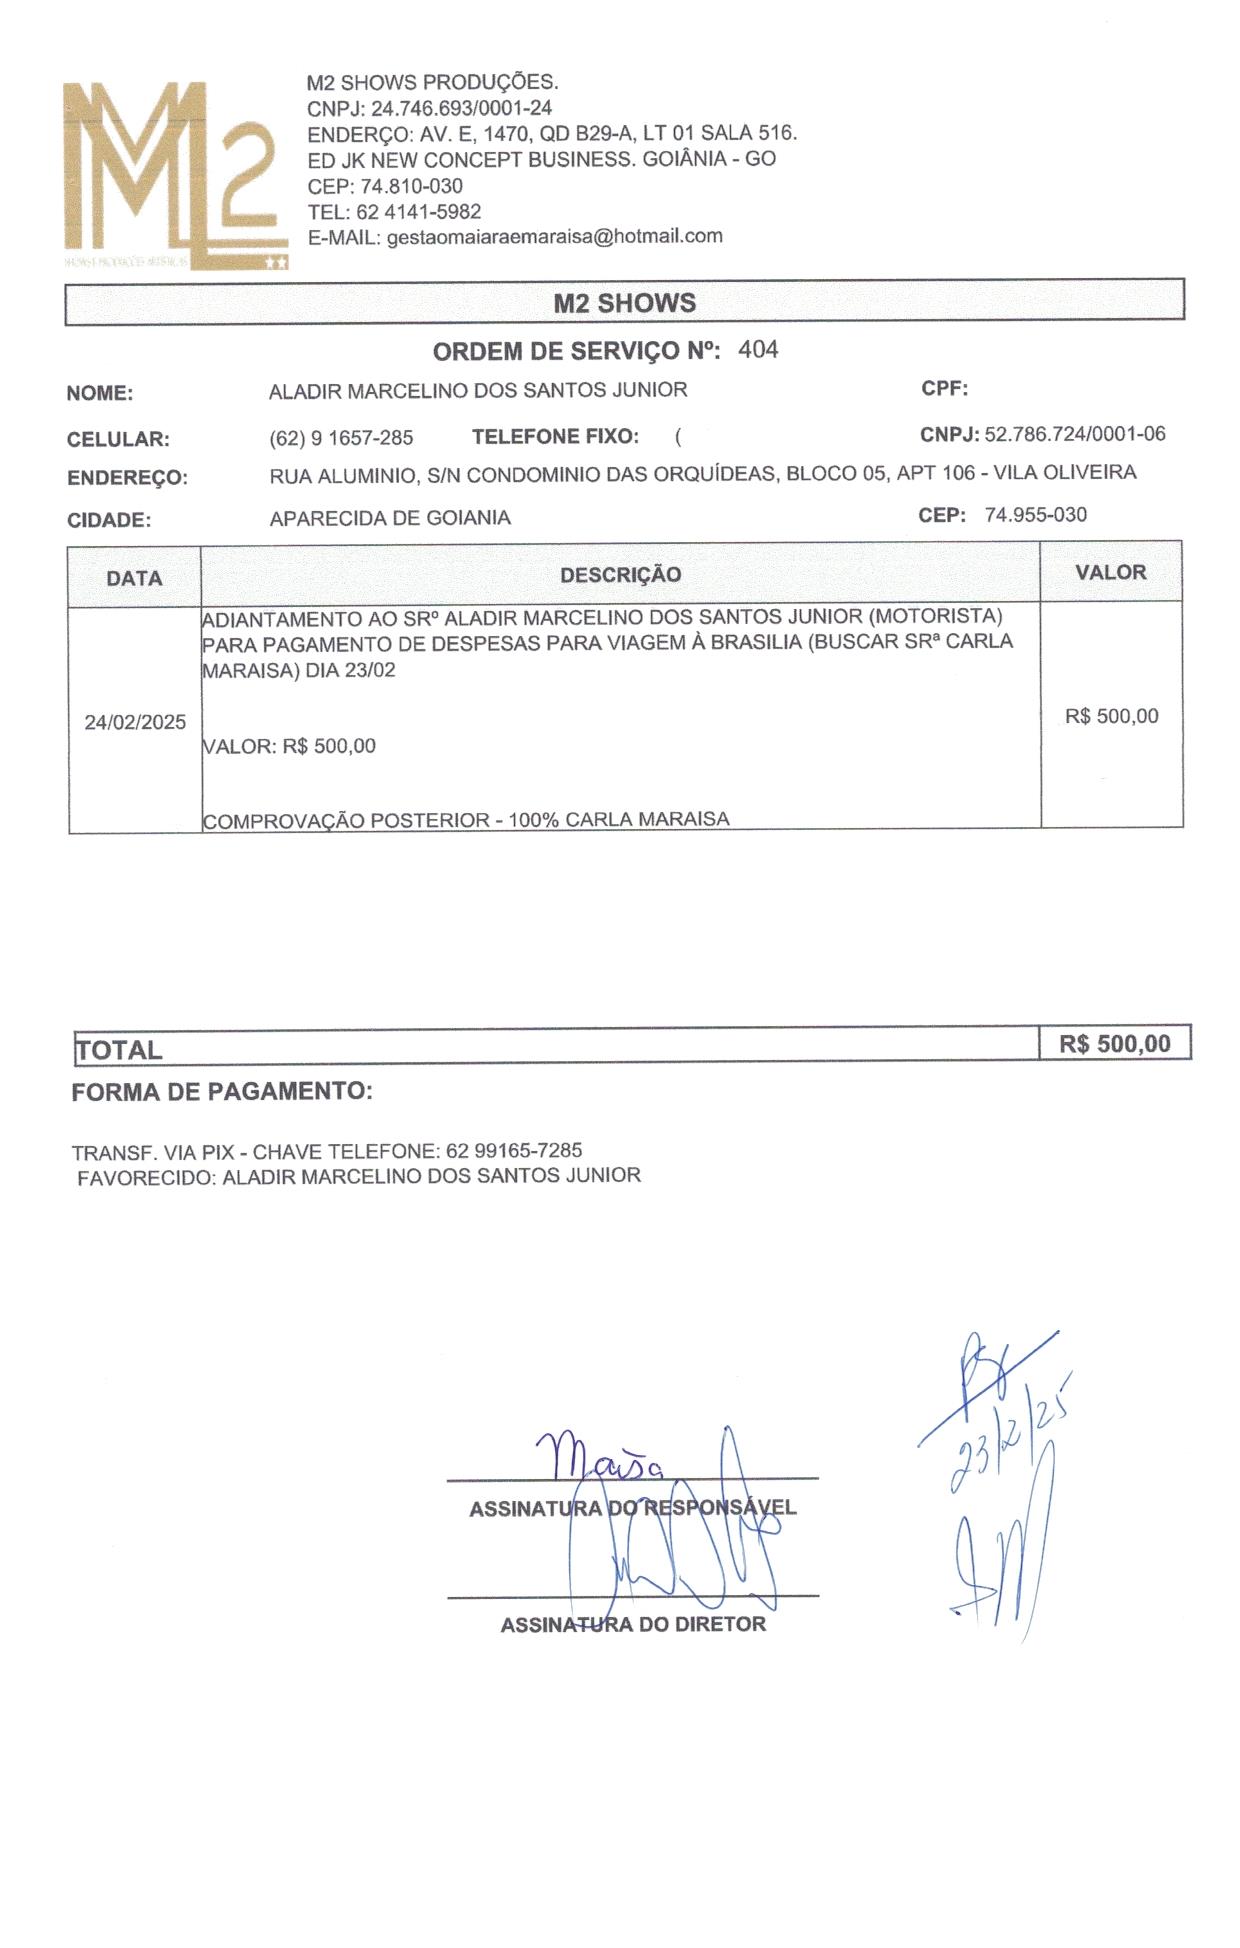 M2
SHOWS E PRODUÇÕES ARTÍSTICAS
M2 SHOWS PRODUÇÕES.
CNPJ: 24.746.693/0001-24
ENDERÇO: AV. E, 1470, QD B29-A, LT 01 SALA 516.
ED JK NEW CONCEPT BUSINESS. GOIÂNIA - GO
CEP: 74.810-030
TEL: 62 4141-5982
E-MAIL: gestaomaiaraemaraisa@hotmail.com
M2 SHOWS
ORDEM DE SERVIÇO Nº: 404
NOME: ALADIR MARCELINO DOS SANTOS JUNIOR CPF:
CELULAR: (62) 9 1657-285 TELEFONE FIXO: ( CNPJ: 52.786.724/0001-06
ENDEREÇO: RUA ALUMINIO, S/N CONDOMINIO DAS ORQUÍDEAS, BLOCO 05, APT 106 - VILA OLIVEIRA
CIDADE: APARECIDA DE GOIANIA CEP: 74.955-030
DATA DESCRIÇÃO VALOR
ADIANTAMENTO AO SRº ALADIR MARCELINO DOS SANTOS JUNIOR (MOTORISTA)
PARA PAGAMENTO DE DESPESAS PARA VIAGEM À BRASILIA (BUSCAR SRª CARLA
MARAISA) DIA 23/02
24/02/2025 R$ 500,00
VALOR: R$ 500,00
COMPROVAÇÃO POSTERIOR - 100% CARLA MARAISA
TOTAL R$ 500,00
FORMA DE PAGAMENTO:
TRANSF. VIA PIX - CHAVE TELEFONE: 62 99165-7285
FAVORECIDO: ALADIR MARCELINO DOS SANTOS JUNIOR
23/2/25
Maisa
ASSINATURA DO RESPONSÁVEL
ASSINATURA DO DIRETOR